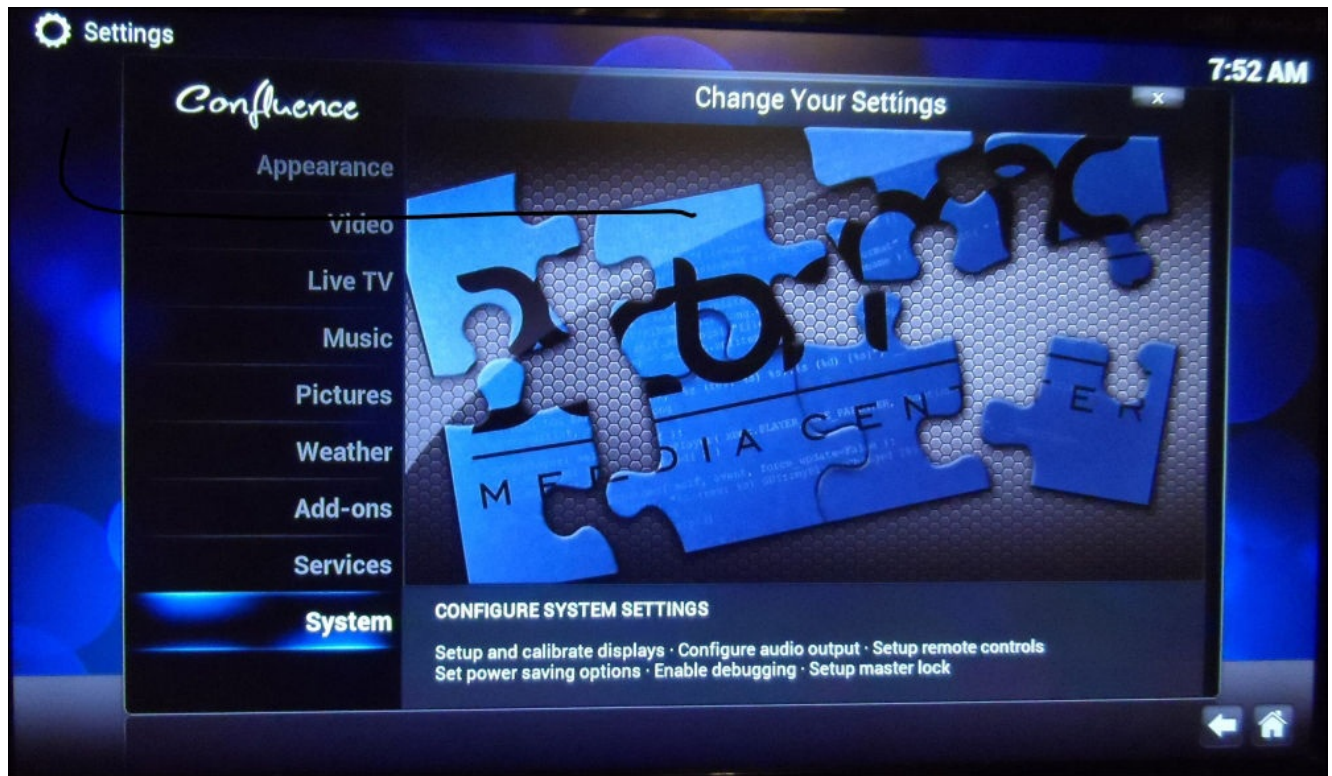 Settings
7:52 AM
Confluence
Change Your Settings
x
Appearance
Video
Live TV
Music
Pictures
Weather
Add-ons
Services
System
MEDIA CENTER
CONFIGURE SYSTEM SETTINGS
Setup and calibrate displays · Configure audio output · Setup remote controls
Set power saving options · Enable debugging · Setup master lock